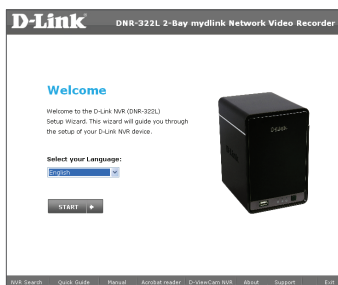 D-Link DNR-322L 2-Bay mydlink Network Video Recorder
Welcome
Welcome to the D-Link NVR (DNR-322L)
Setup Wizard. This wizard will guide you through
the setup of your D-Link NVR device.
Select your Language:
English
START
D-Link
D-Link
NVR Search Quick Guide Manual Acrobat reader D-ViewCam NVR About Support Exit